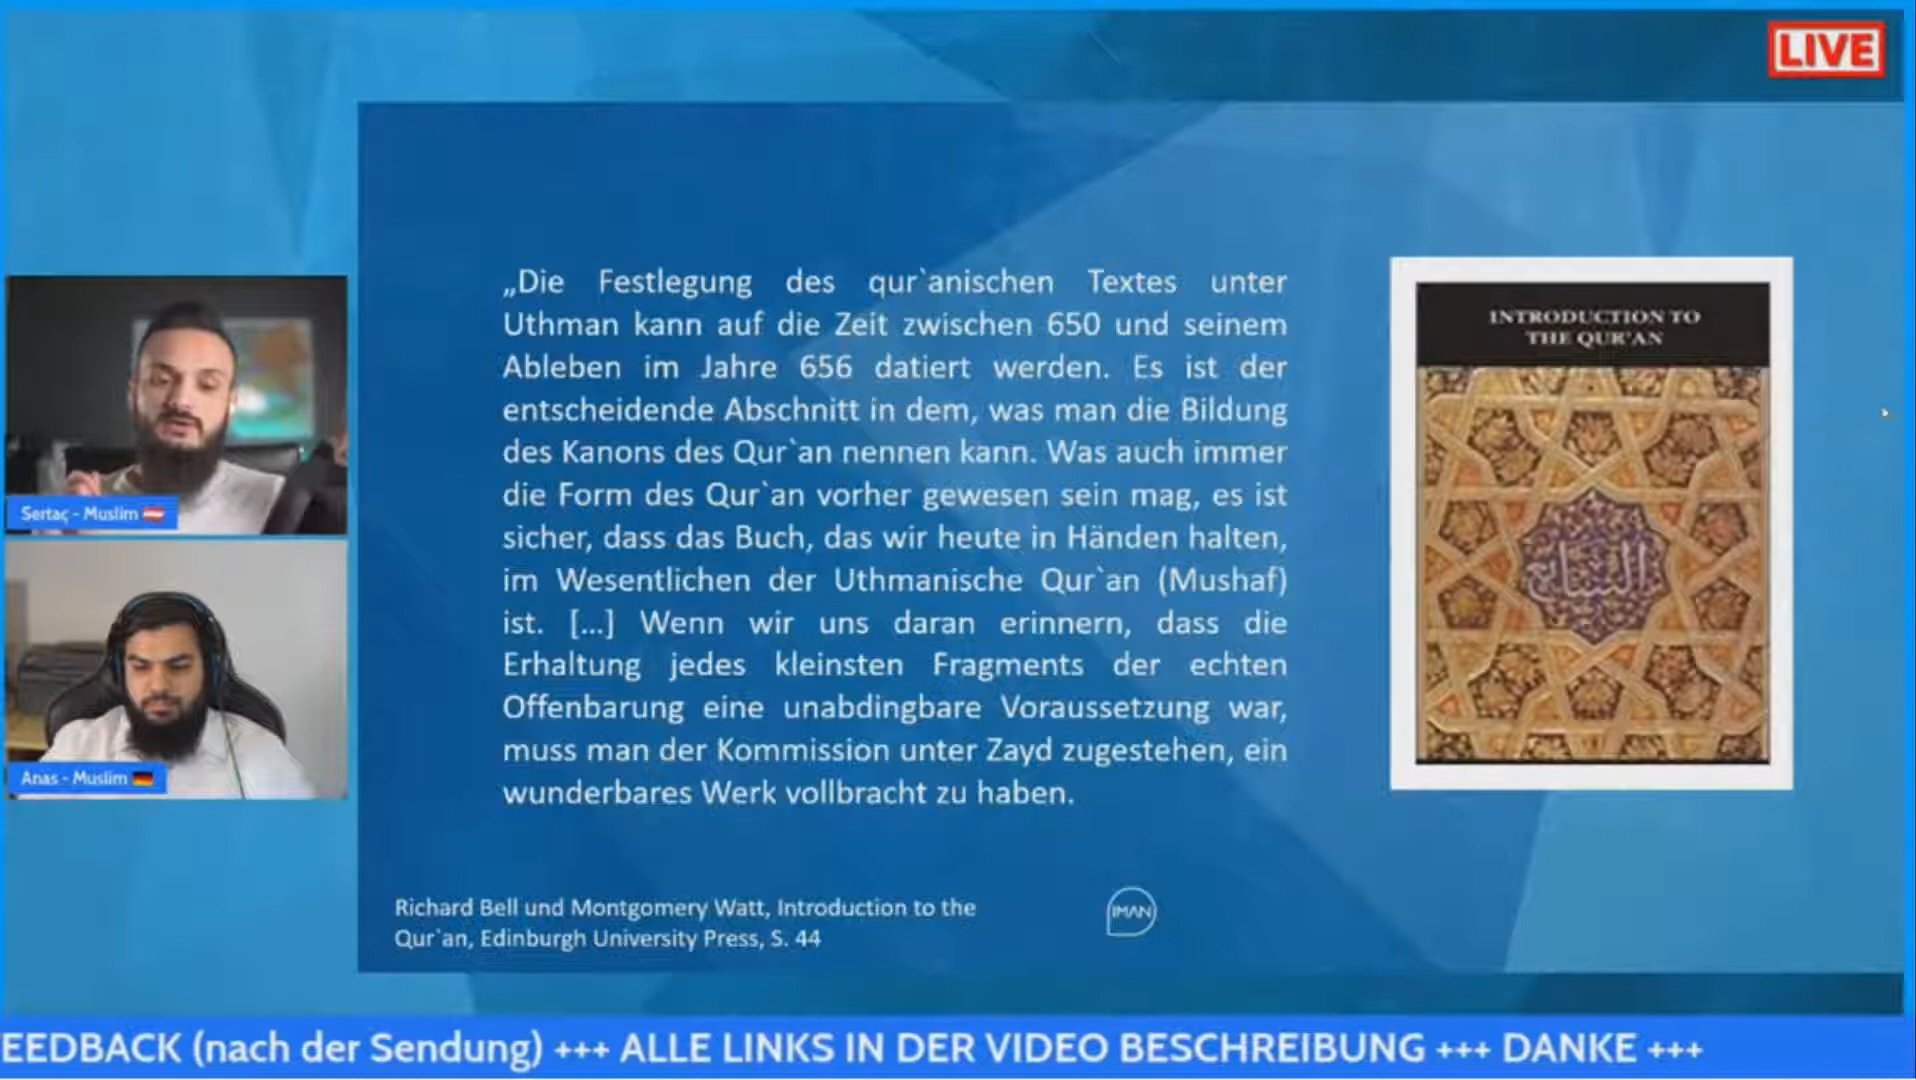 LIVE
„Die Festlegung des qur`anischen Textes unter
Uthman kann auf die Zeit zwischen 650 und seinem
Ableben im Jahre 656 datiert werden. Es ist der
entscheidende Abschnitt in dem, was man die Bildung
des Kanons des Qur`an nennen kann. Was auch immer
die Form des Qur`an vorher gewesen sein mag, es ist
sicher, dass das Buch, das wir heute in Händen halten,
im Wesentlichen der Uthmanische Qur`an (Mushaf)
ist. [...] Wenn wir uns daran erinnern, dass die
Erhaltung jedes kleinsten Fragments der echten
Offenbarung eine unabdingbare Voraussetzung war,
muss man der Kommission unter Zayd zugestehen, ein
wunderbares Werk vollbracht zu haben.
INTRODUCTION TO
THE QUR'AN
Sertaç - Muslim
Anas - Muslim
Richard Bell und Montgomery Watt, Introduction to the
Qur`an, Edinburgh University Press, S. 44
IMAN
EEDBACK (nach der Sendung) +++ ALLE LINKS IN DER VIDEO BESCHREIBUNG +++ DANKE +++